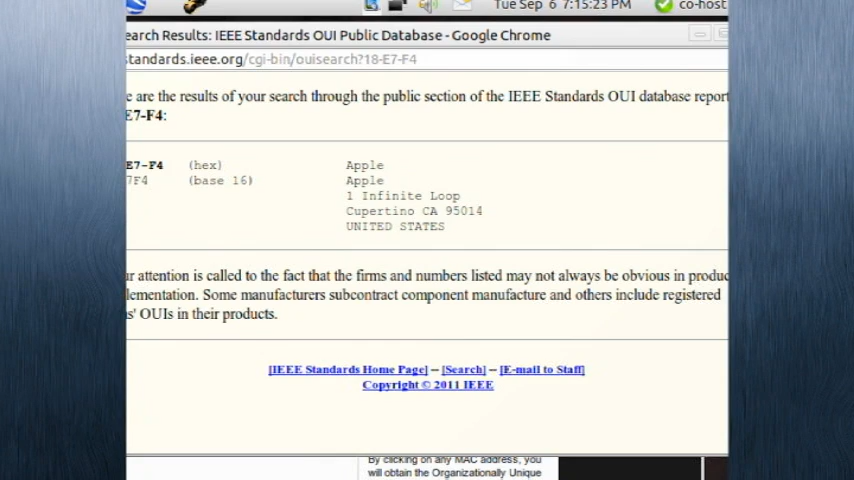 Tue Sep 6 7:15:23 PM co-host
earch Results: IEEE Standards OUI Public Database - Google Chrome
tandards.ieee.org/cgi-bin/ouisearch?18-E7-F4
e are the results of your search through the public section of the IEEE Standards OUI database report
E7-F4:
E7-F4 (hex) Apple
7F4 (base 16) Apple
1 Infinite Loop
Cupertino CA 95014
UNITED STATES
ur attention is called to the fact that the firms and numbers listed may not always be obvious in produc
lementation. Some manufacturers subcontract component manufacture and others include registered
s' OUIs in their products.
[IEEE Standards Home Page] -- [Search] -- [E-mail to Staff]
Copyright © 2011 IEEE
By clicking on any MAC address, you
will obtain the Organizationally Unique